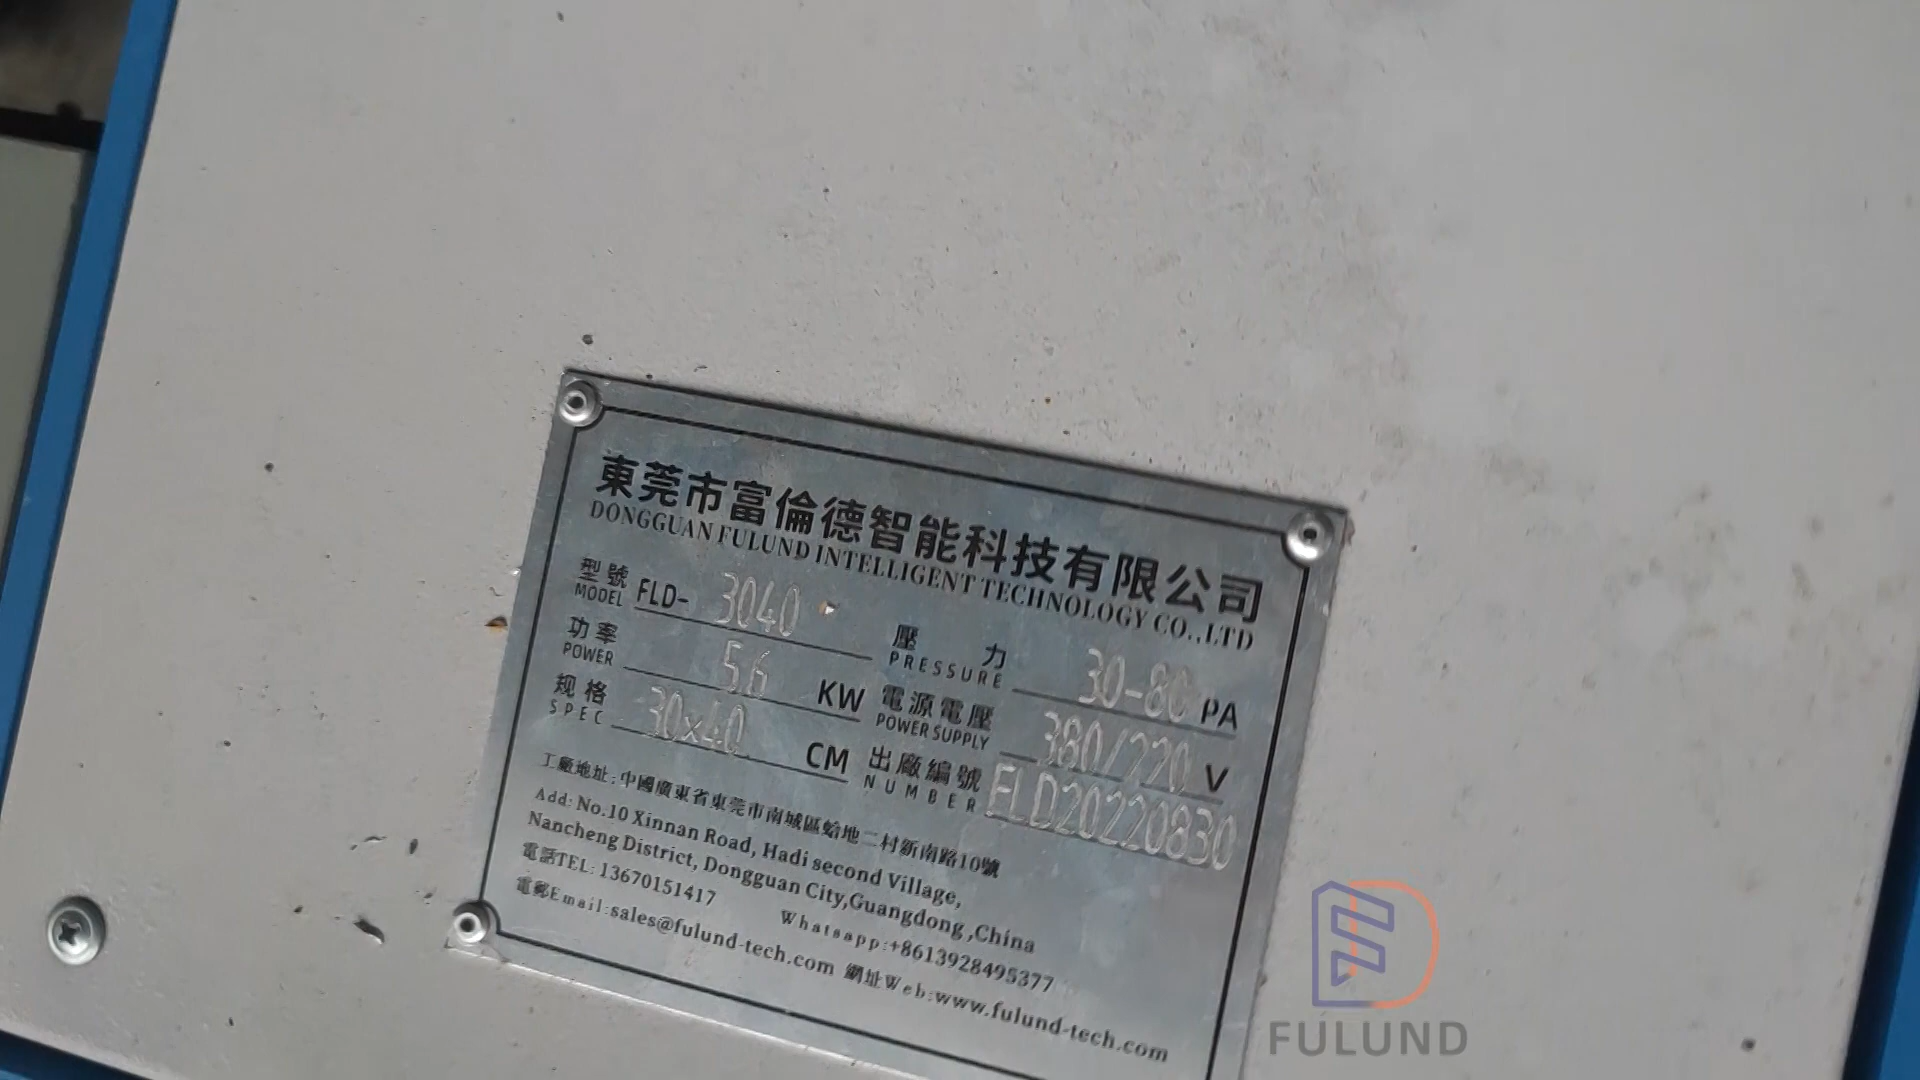 東莞市富倫德智能科技有限公司
DONGGUAN FULUND INTELLIGENT TECHNOLOGY CO.,LTD
型號 FLD- 3040
MODEL
壓力 30-80 PA
PRESSURE
功率 5.6 KW
POWER
電源電壓 380/220 V
POWER SUPPLY
规格 30x40 CM
SPEC
出廠編號 FLD20220830
NUMBER
工廠地址:中國廣東省東莞市南城區蛤地二村新南路10號
Add: No.10 Xinnan Road, Hadi second Village,
Nancheng District, Dongguan City,Guangdong,China
電話TEL: 13670151417 Whatsapp:+8613928495377
電郵Email:sales@fulund-tech.com 網址Web:www.fulund-tech.com
FULUND